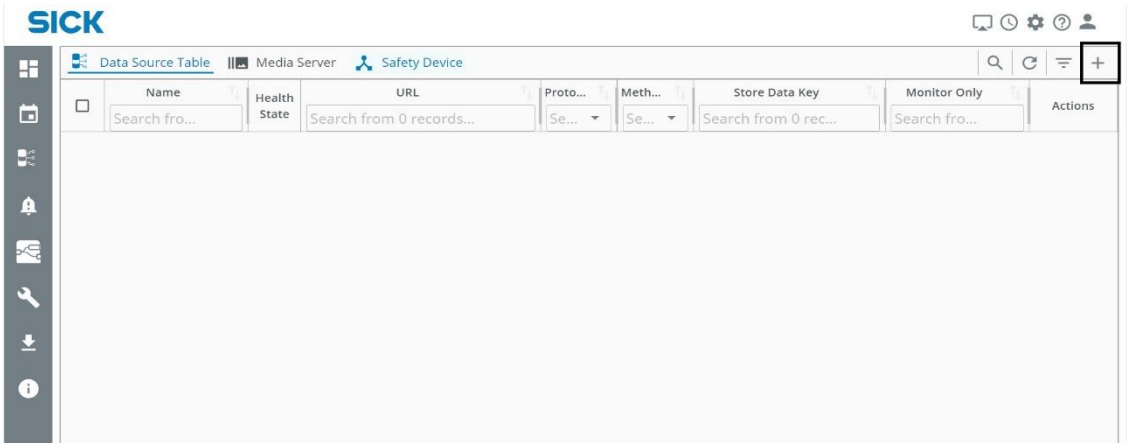 SICK
Data Source Table Media Server Safety Device
Name Health State URL Proto... Meth... Store Data Key Monitor Only Actions
Search fro... Search from 0 records... Se... Se... Search from 0 rec... Search fro...